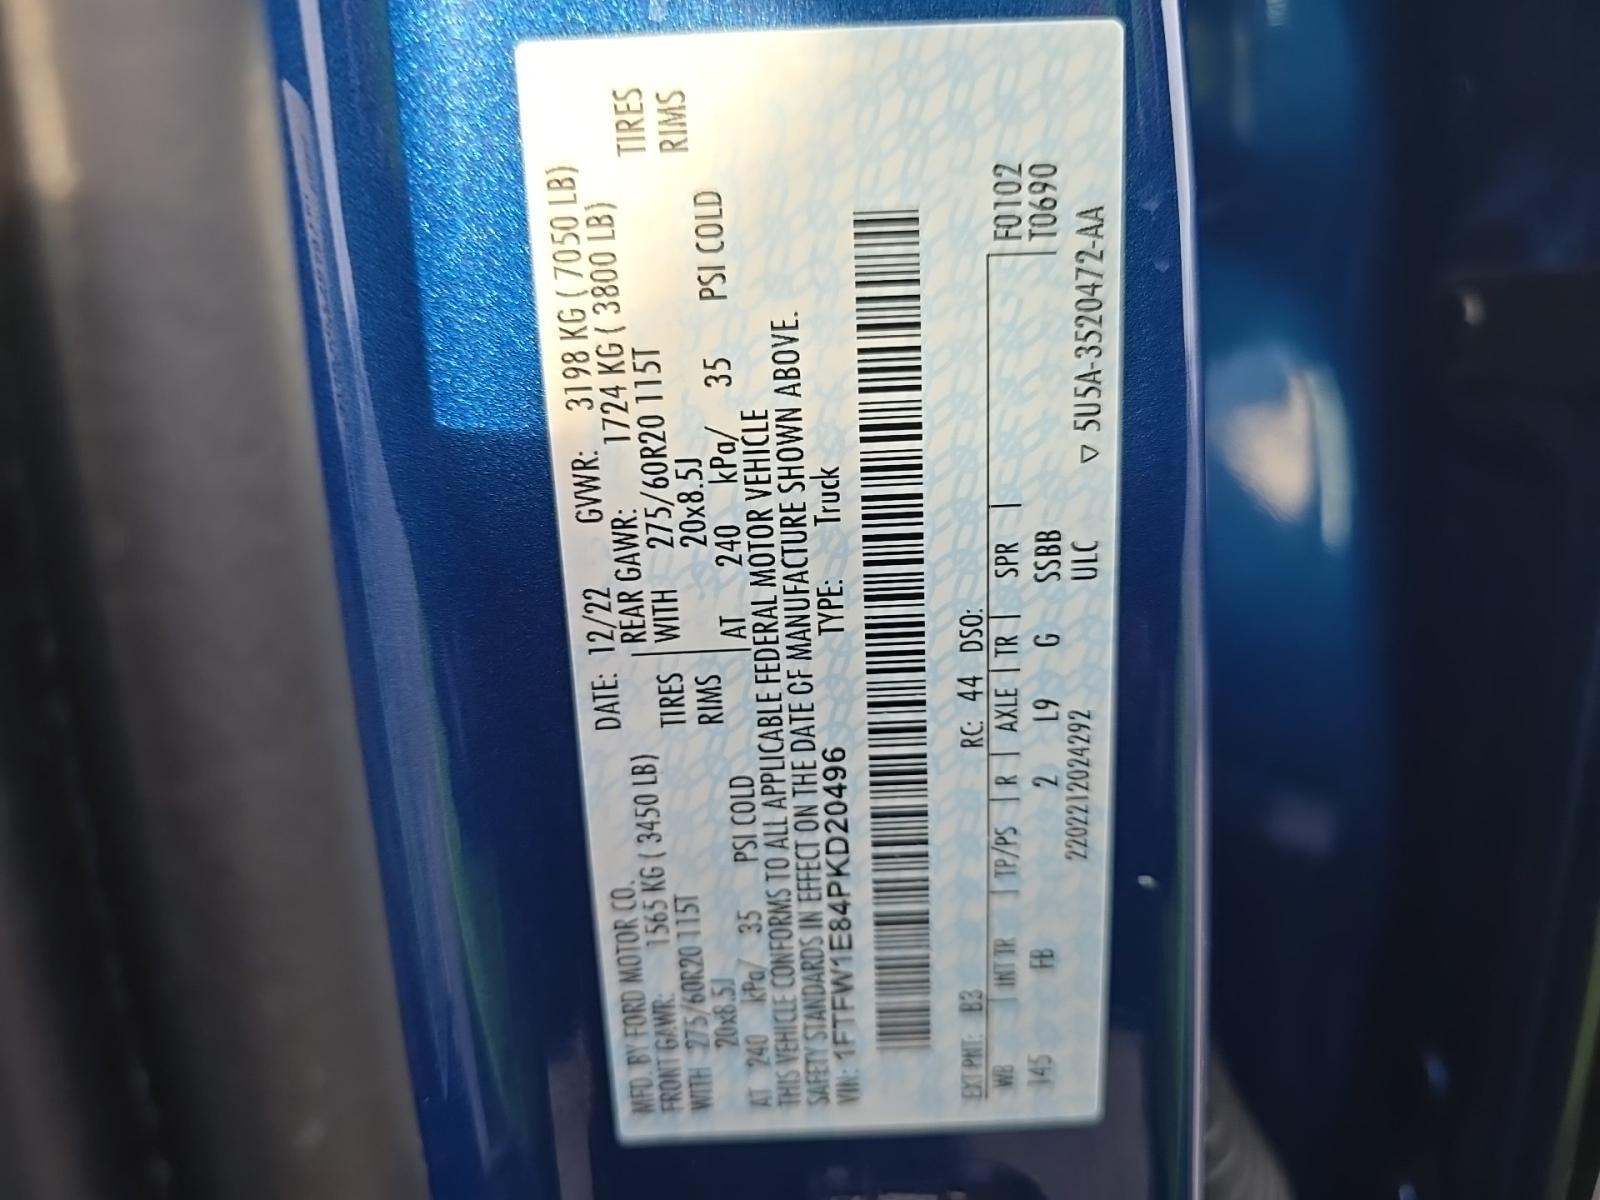 MFD. BY FORD MOTOR CO. DATE: 12/22 GVWR: 3198 KG ( 7050 LB)
FRONT GAWR: 1565 KG ( 3450 LB) REAR GAWR: 1724 KG ( 3800 LB)
WITH 275/60R20 115T TIRES WITH 275/60R20 115T TIRES
20x8.5J RIMS 20x8.5J RIMS
AT 240 kPa/ 35 PSI COLD AT 240 kPa/ 35 PSI COLD
THIS VEHICLE CONFORMS TO ALL APPLICABLE FEDERAL MOTOR VEHICLE
SAFETY STANDARDS IN EFFECT ON THE DATE OF MANUFACTURE SHOWN ABOVE.
VIN: 1FTFW1E84PKD20496 TYPE: Truck
EXT PNT: B3 RC: 44 DSO: F0102
WB INT TR TP/PS R AXLE TR SPR T0690
145 FB 2 L9 G SSBB
2202212024292 ULC ▽ 5U5A-3520472-AA